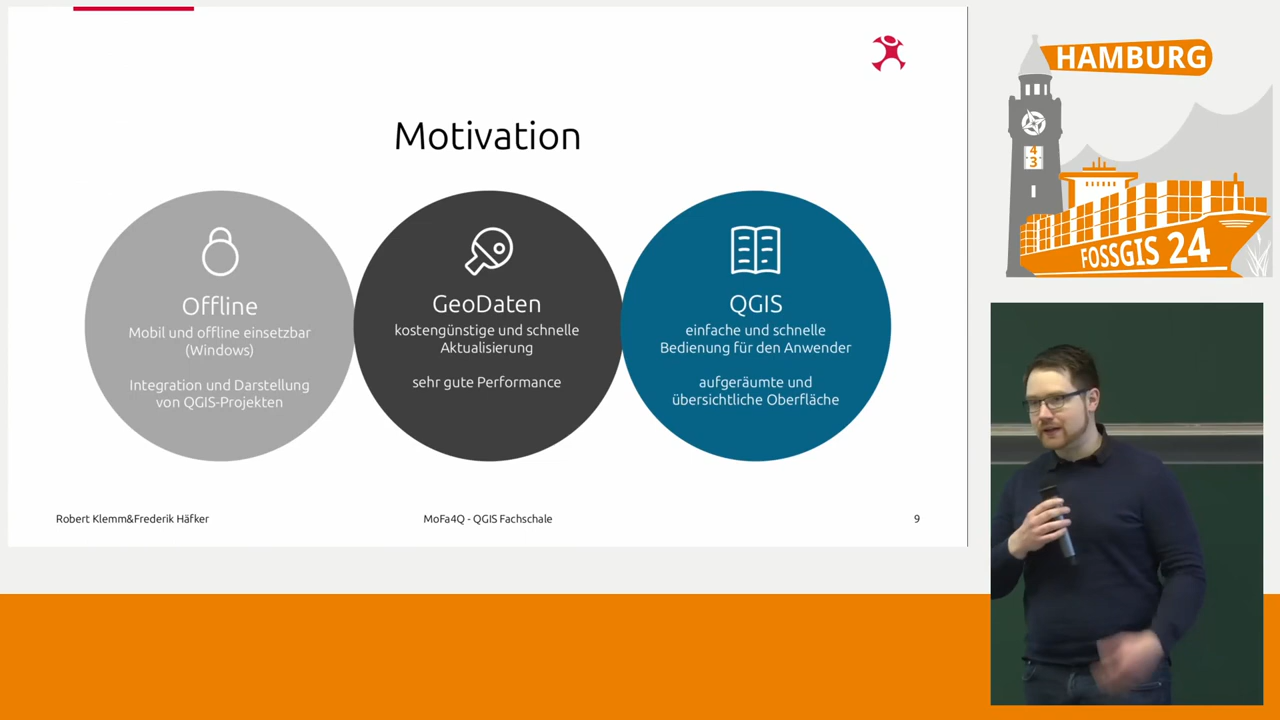 Motivation
Offline
Mobil und offline einsetzbar
(Windows)
Integration und Darstellung
von QGIS-Projekten
GeoDaten
kostengünstige und schnelle
Aktualisierung
sehr gute Performance
QGIS
einfache und schnelle
Bedienung für den Anwender
aufgeräumte und
übersichtliche Oberfläche
Robert Klemm&Frederik Häfker
MoFa4Q - QGIS Fachschale
9
HAMBURG
4
3
FOSSGIS 24